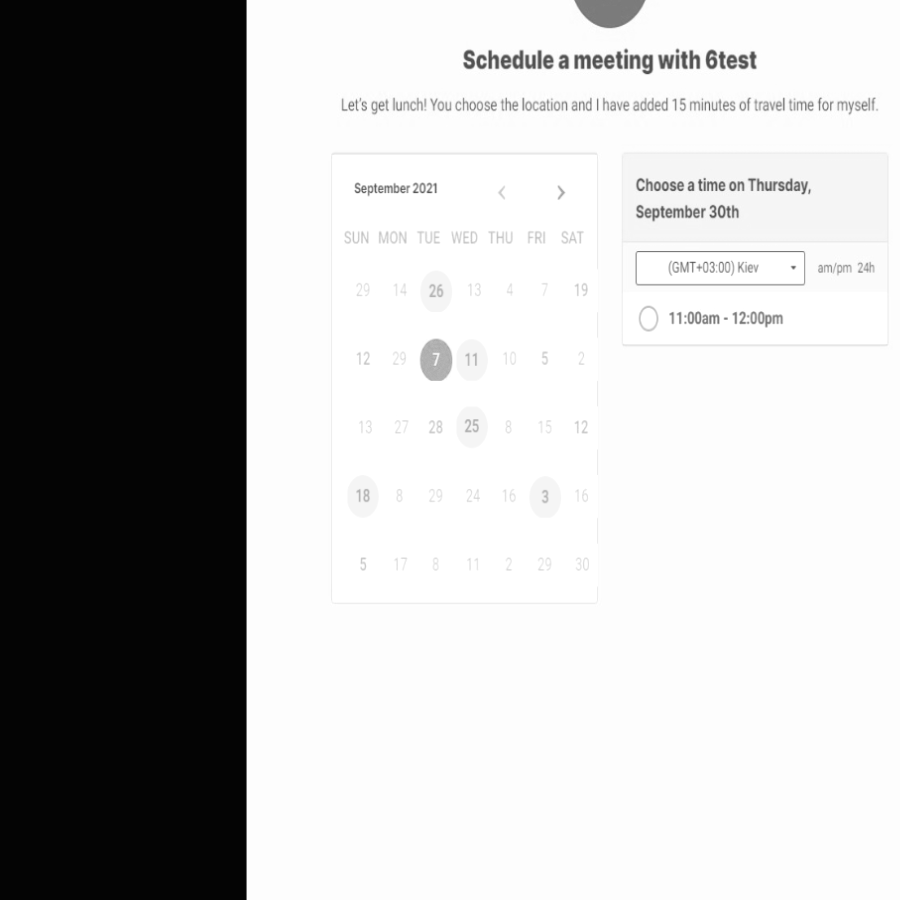 Schedule a meeting with 6test
Let's get lunch! You choose the location and I have added 15 minutes of travel time for myself.
September 2021
SUN MON TUE WED THU FRI SAT
29 14 26 13 4 7 19
12 29 7 11 10 5 2
13 27 28 25 8 15 12
18 8 29 24 16 3 16
5 17 8 11 2 29 30
Choose a time on Thursday,
September 30th
(GMT+03:00) Kiev am/pm 24h
11:00am - 12:00pm